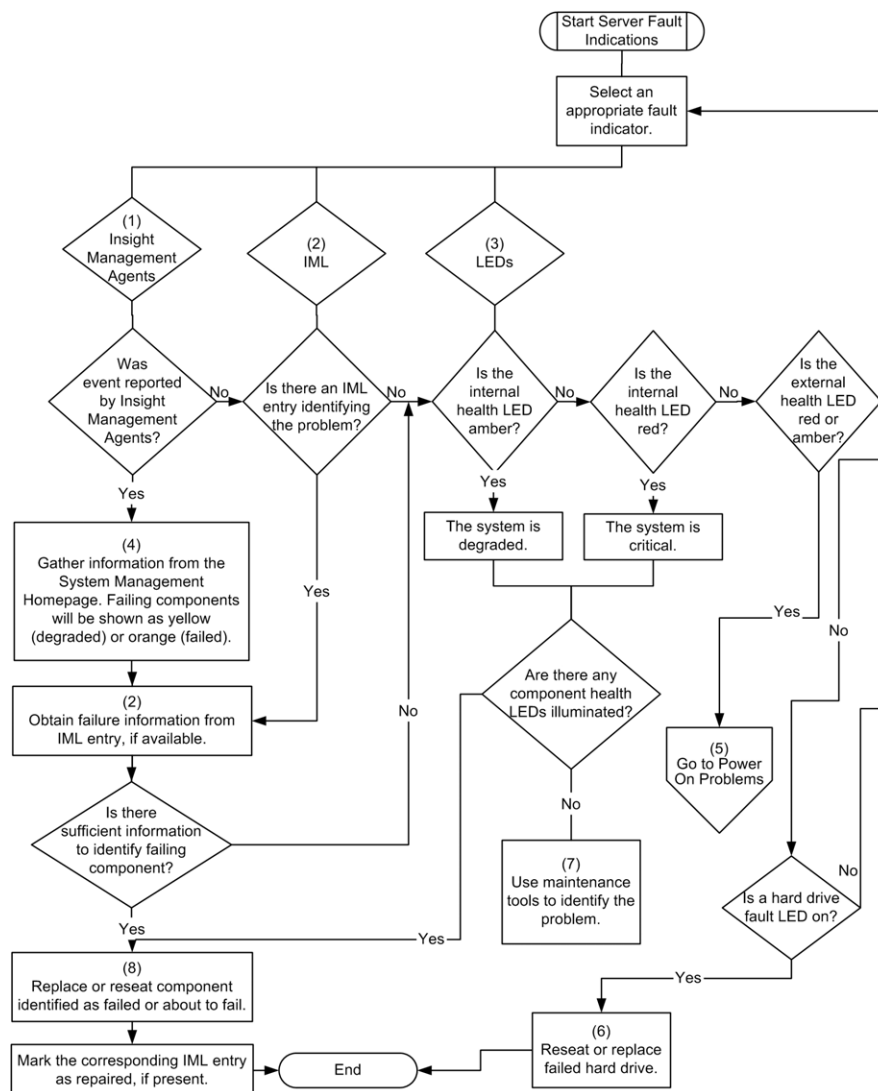 Start Server Fault
Indications
Select an
appropriate fault
indicator.
(1)
Insight
Management
Agents
(2)
IML
(3)
LEDs
Was
event reported
by Insight
Management
Agents?
No
Is there an IML
entry identifying
the problem?
No
Is the
internal
health LED
amber?
No
Is the
internal
health LED
red?
No
Is the
external
health LED
red or
amber?
Yes
Yes
Yes
(4)
Gather information from the
System Management
Homepage. Failing components
will be shown as yellow
(degraded) or orange (failed).
Yes
The system is
degraded.
The system is
critical.
Yes
No
(2)
Obtain failure information from
IML entry, if available.
No
Are there any
component health
LEDs illuminated?
(5)
Go to Power
On Problems
Is there
sufficient information
to identify failing
component?
No
(7)
Use maintenance
tools to identify the
problem.
No
Is a hard drive
fault LED on?
Yes
Yes
Yes
(8)
Replace or reseat component
identified as failed or about to fail.
(6)
Reseat or replace
failed hard drive.
Mark the corresponding IML entry
as repaired, if present.
End